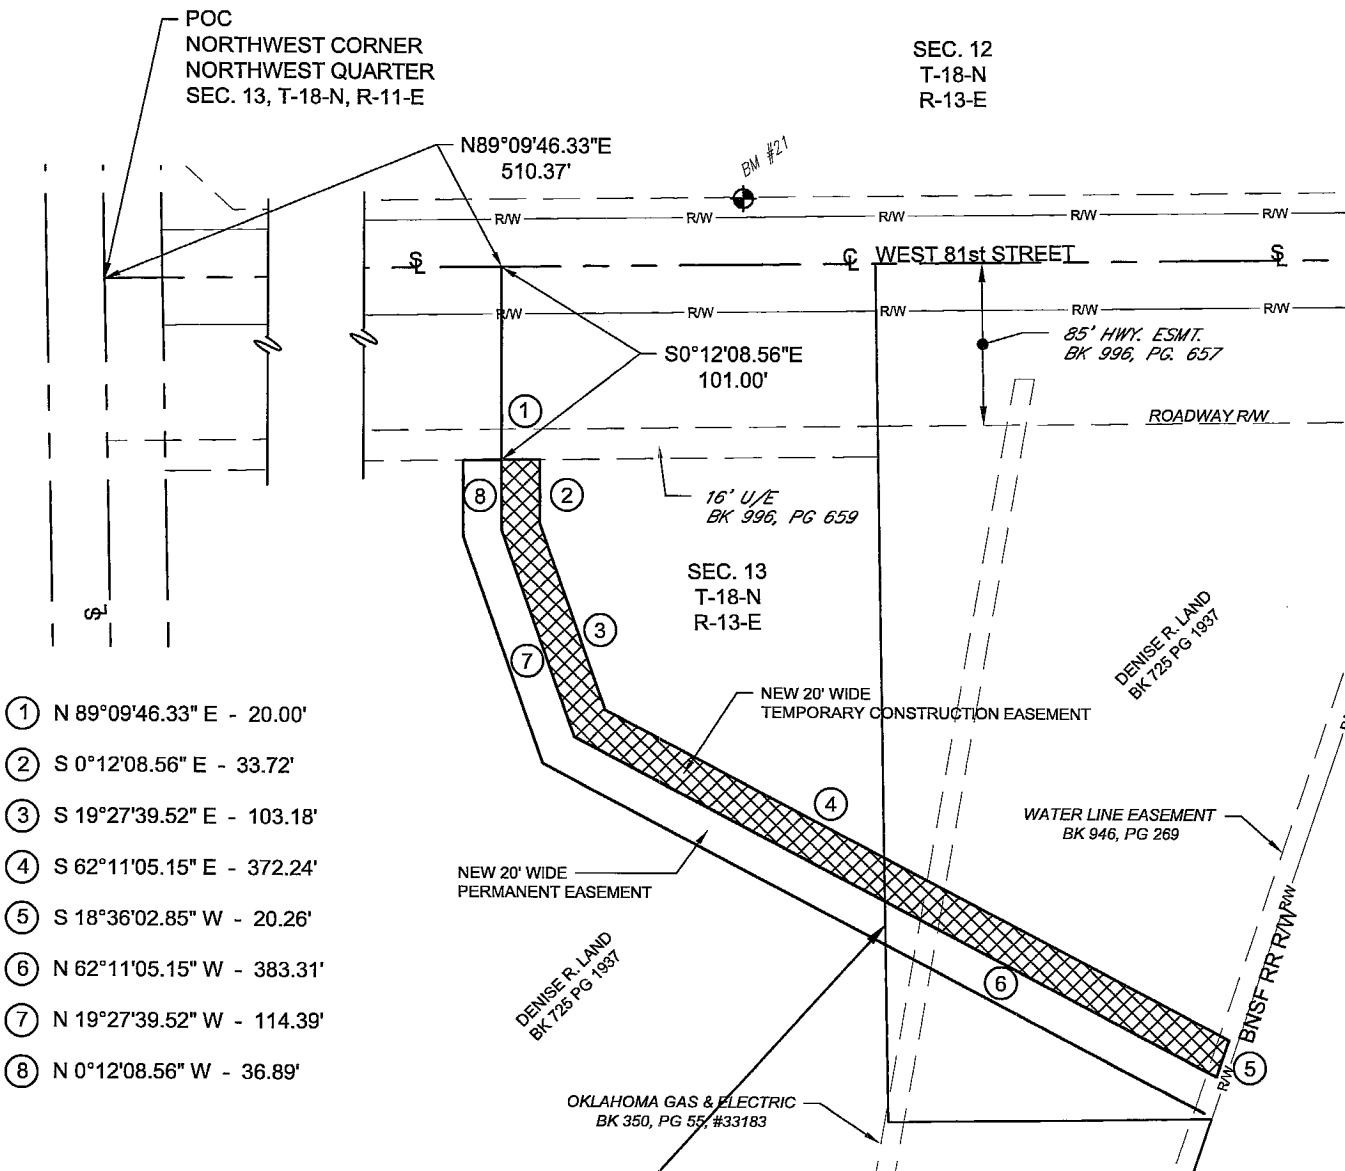 POC
NORTHWEST CORNER
NORTHWEST QUARTER
SEC. 13, T-18-N, R-11-E
SEC. 12
T-18-N
R-13-E
N89°09'46.33"E
510.37'
BM #21
R/W
R/W
R/W
R/W
R/W
WEST 81st STREET
R/W
R/W
R/W
R/W
R/W
85' HWY. ESMT.
BK 996, PG. 657
S0°12'08.56"E
101.00'
1
ROADWAY R/W
8
2
16' U/E
BK 996, PG 659
SEC. 13
T-18-N
R-13-E
3
7
DENISE R. LAND
BK 725 PG 1937
NEW 20' WIDE
TEMPORARY CONSTRUCTION EASEMENT
4
WATER LINE EASEMENT
BK 946, PG 269
NEW 20' WIDE
PERMANENT EASEMENT
DENISE R. LAND
BK 725 PG 1937
6
R/W
BNSF RR R/W
R/W
5
OKLAHOMA GAS & ELECTRIC
BK 350, PG 55, #33183
1 N 89°09'46.33" E - 20.00'
2 S 0°12'08.56" E - 33.72'
3 S 19°27'39.52" E - 103.18'
4 S 62°11'05.15" E - 372.24'
5 S 18°36'02.85" W - 20.26'
6 N 62°11'05.15" W - 383.31'
7 N 19°27'39.52" W - 114.39'
8 N 0°12'08.56" W - 36.89'